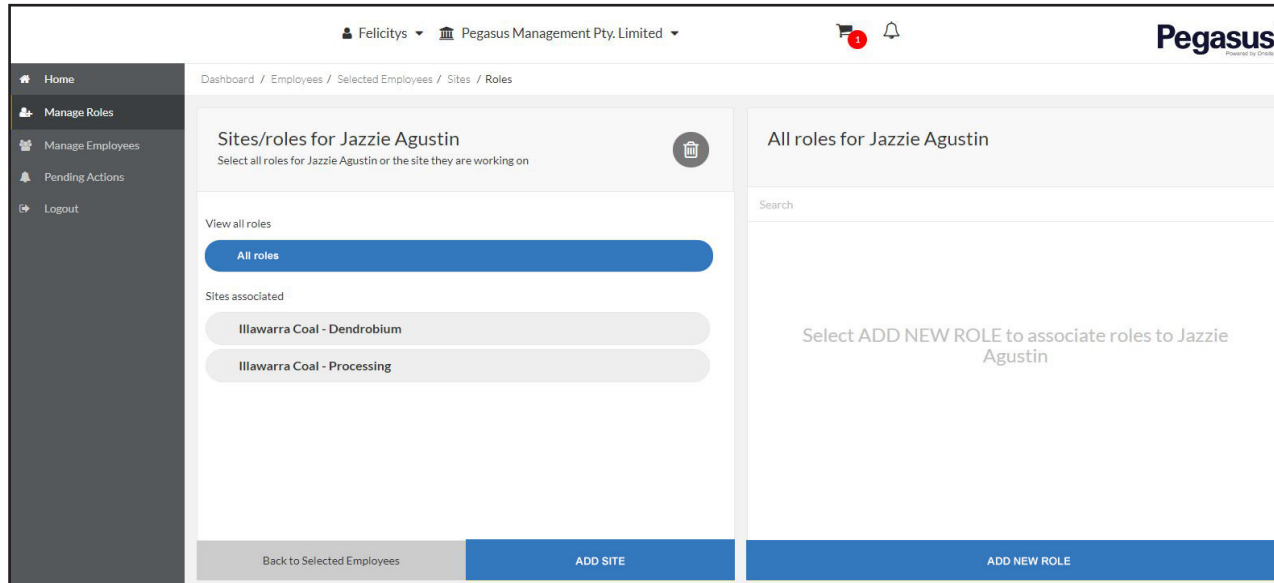 Felicitys Pegasus Management Pty. Limited 1
Pegasus
Powered by Onsite
Home
Manage Roles
Manage Employees
Pending Actions
Logout
Dashboard / Employees / Selected Employees / Sites / Roles
Sites/roles for Jazzie Agustin
Select all roles for Jazzie Agustin or the site they are working on
View all roles
All roles
Sites associated
Illawarra Coal - Dendrobium
Illawarra Coal - Processing
Back to Selected Employees
ADD SITE
All roles for Jazzie Agustin
Search
Select ADD NEW ROLE to associate roles to Jazzie
Agustin
ADD NEW ROLE